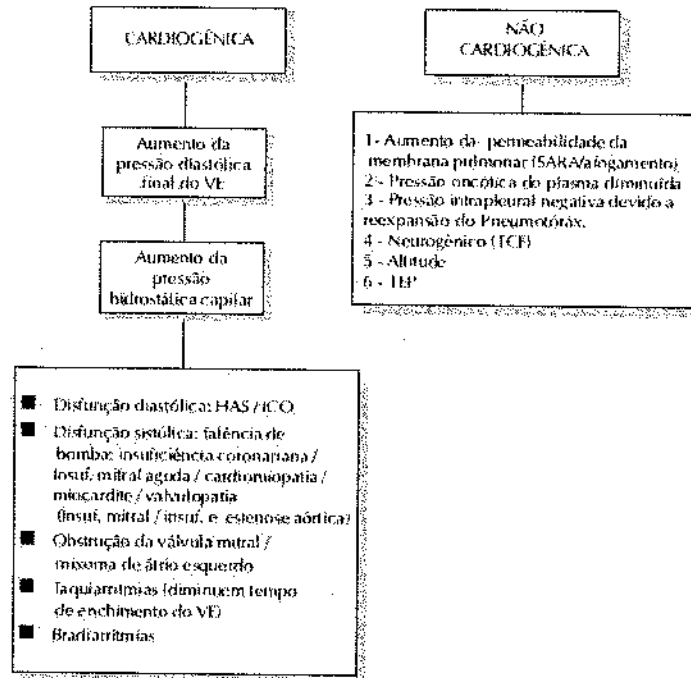 CARDIOGÊNICA
Aumento da
pressão diastólica
final do VE
Aumento da
pressão
hidrostática capilar
■ Disfunção diastólica: HAS / ICO
■ Disfunção sistólica: falência de
bomba: insuficiência coronariana /
Insuf. mitral aguda / cardiomiopatia /
miocardite / valvulopatia
(insuf. mitral / insuf. e estenose aórtica)
■ Obstrução da válvula mitral /
mixoma de átrio esquerdo
■ Taquiarritmias (diminuem tempo
de enchimento do VE)
■ Bradiarritmias
NÃO
CARDIOGÊNICA
1 - Aumento da permeabilidade da
membrana pulmonar (SARA/afogamento)
2 - Pressão oncótica do plasma diminuída
3 - Pressão intrapleural negativa devido a
reexpansão do Pneumotórax.
4 - Neurogênico (TCE)
5 - Altitude
6 - TEP